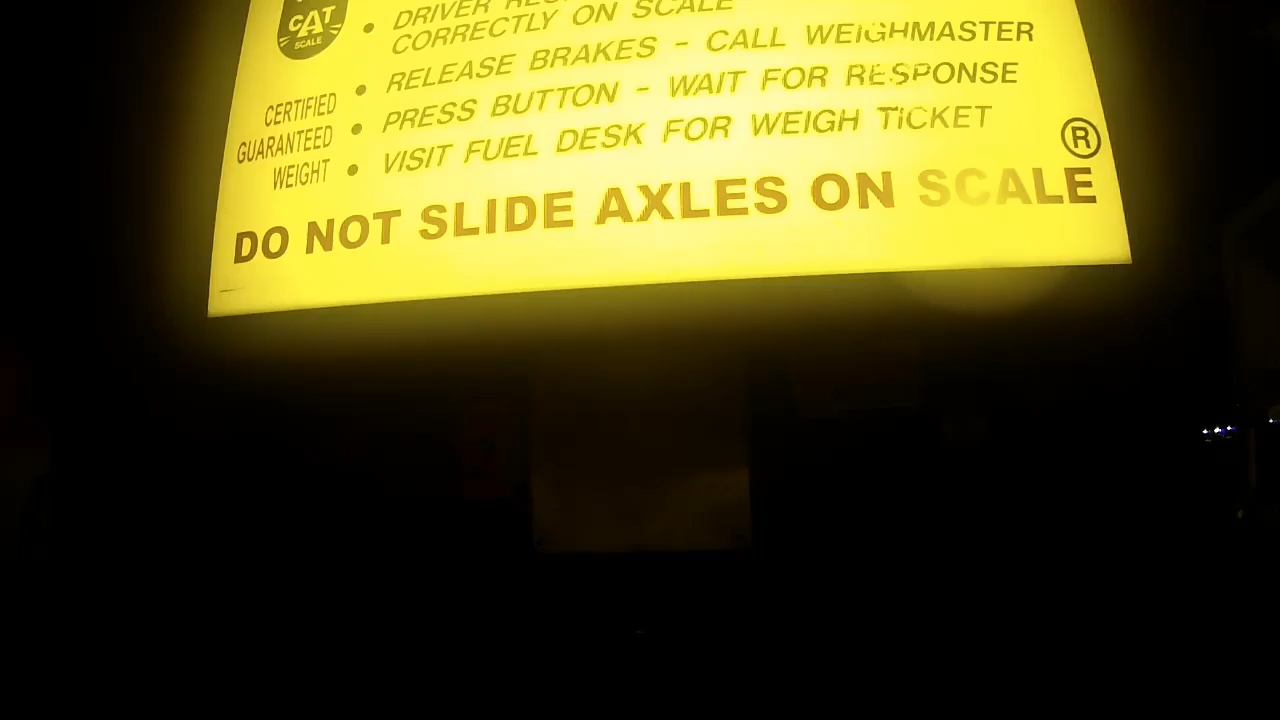 CAT
SCALE
CERTIFIED
GUARANTEED
WEIGHT
• DRIVER
CORRECTLY ON SCALE
• RELEASE BRAKES - CALL WEIGHMASTER
• PRESS BUTTON - WAIT FOR RESPONSE
• VISIT FUEL DESK FOR WEIGH TICKET
®
DO NOT SLIDE AXLES ON SCALE